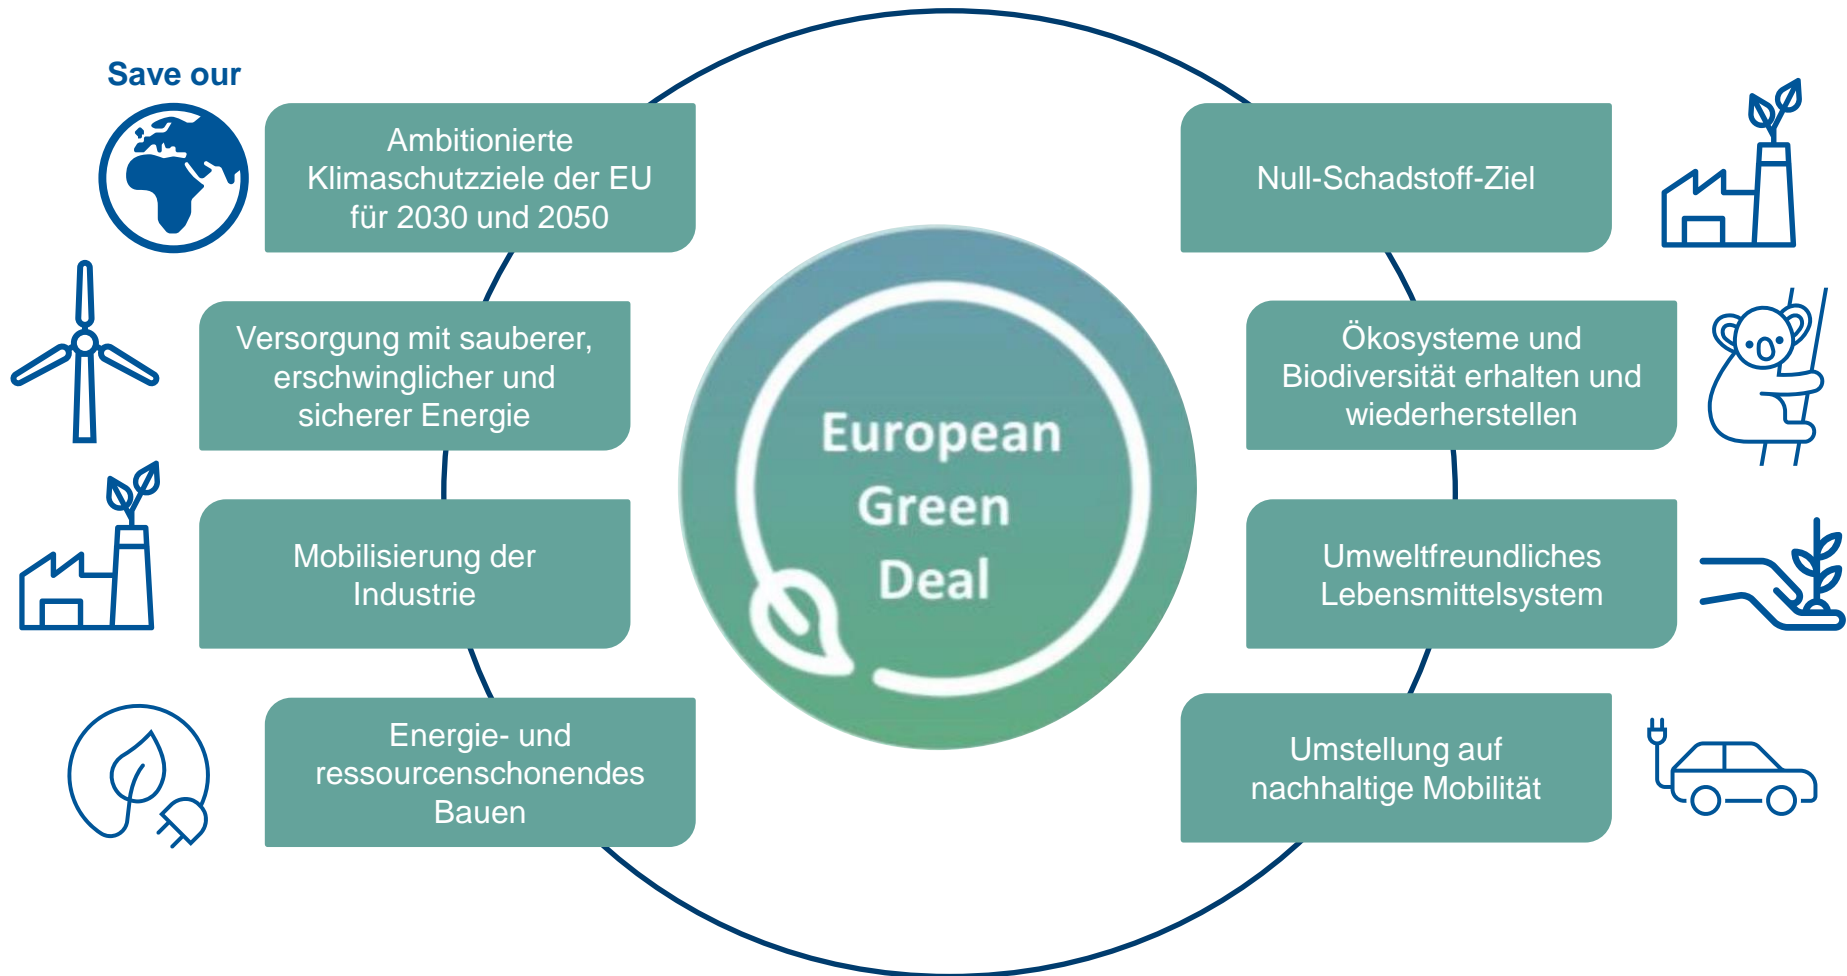 Save our
Ambitionierte
Klimaschutzziele der EU
für 2030 und 2050
Versorgung mit sauberer,
erschwinglicher und
sicherer Energie
Mobilisierung der
Industrie
Energie- und
ressourcenschonendes
Bauen
European
Green
Deal
Null-Schadstoff-Ziel
Ökosysteme und
Biodiversität erhalten und
wiederherstellen
Umweltfreundliches
Lebensmittelsystem
Umstellung auf
nachhaltige Mobilität